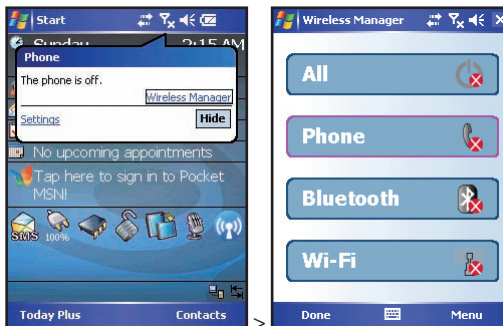 Start
Sunday 2:15 AM
Phone
The phone is off.
Wireless Manager
Settings Hide
No upcoming appointments
Tap here to sign in to Pocket
MSN!
SMS 100%
Today Plus Contacts
>
Wireless Manager
All
Phone
Bluetooth
Wi-Fi
Done Menu